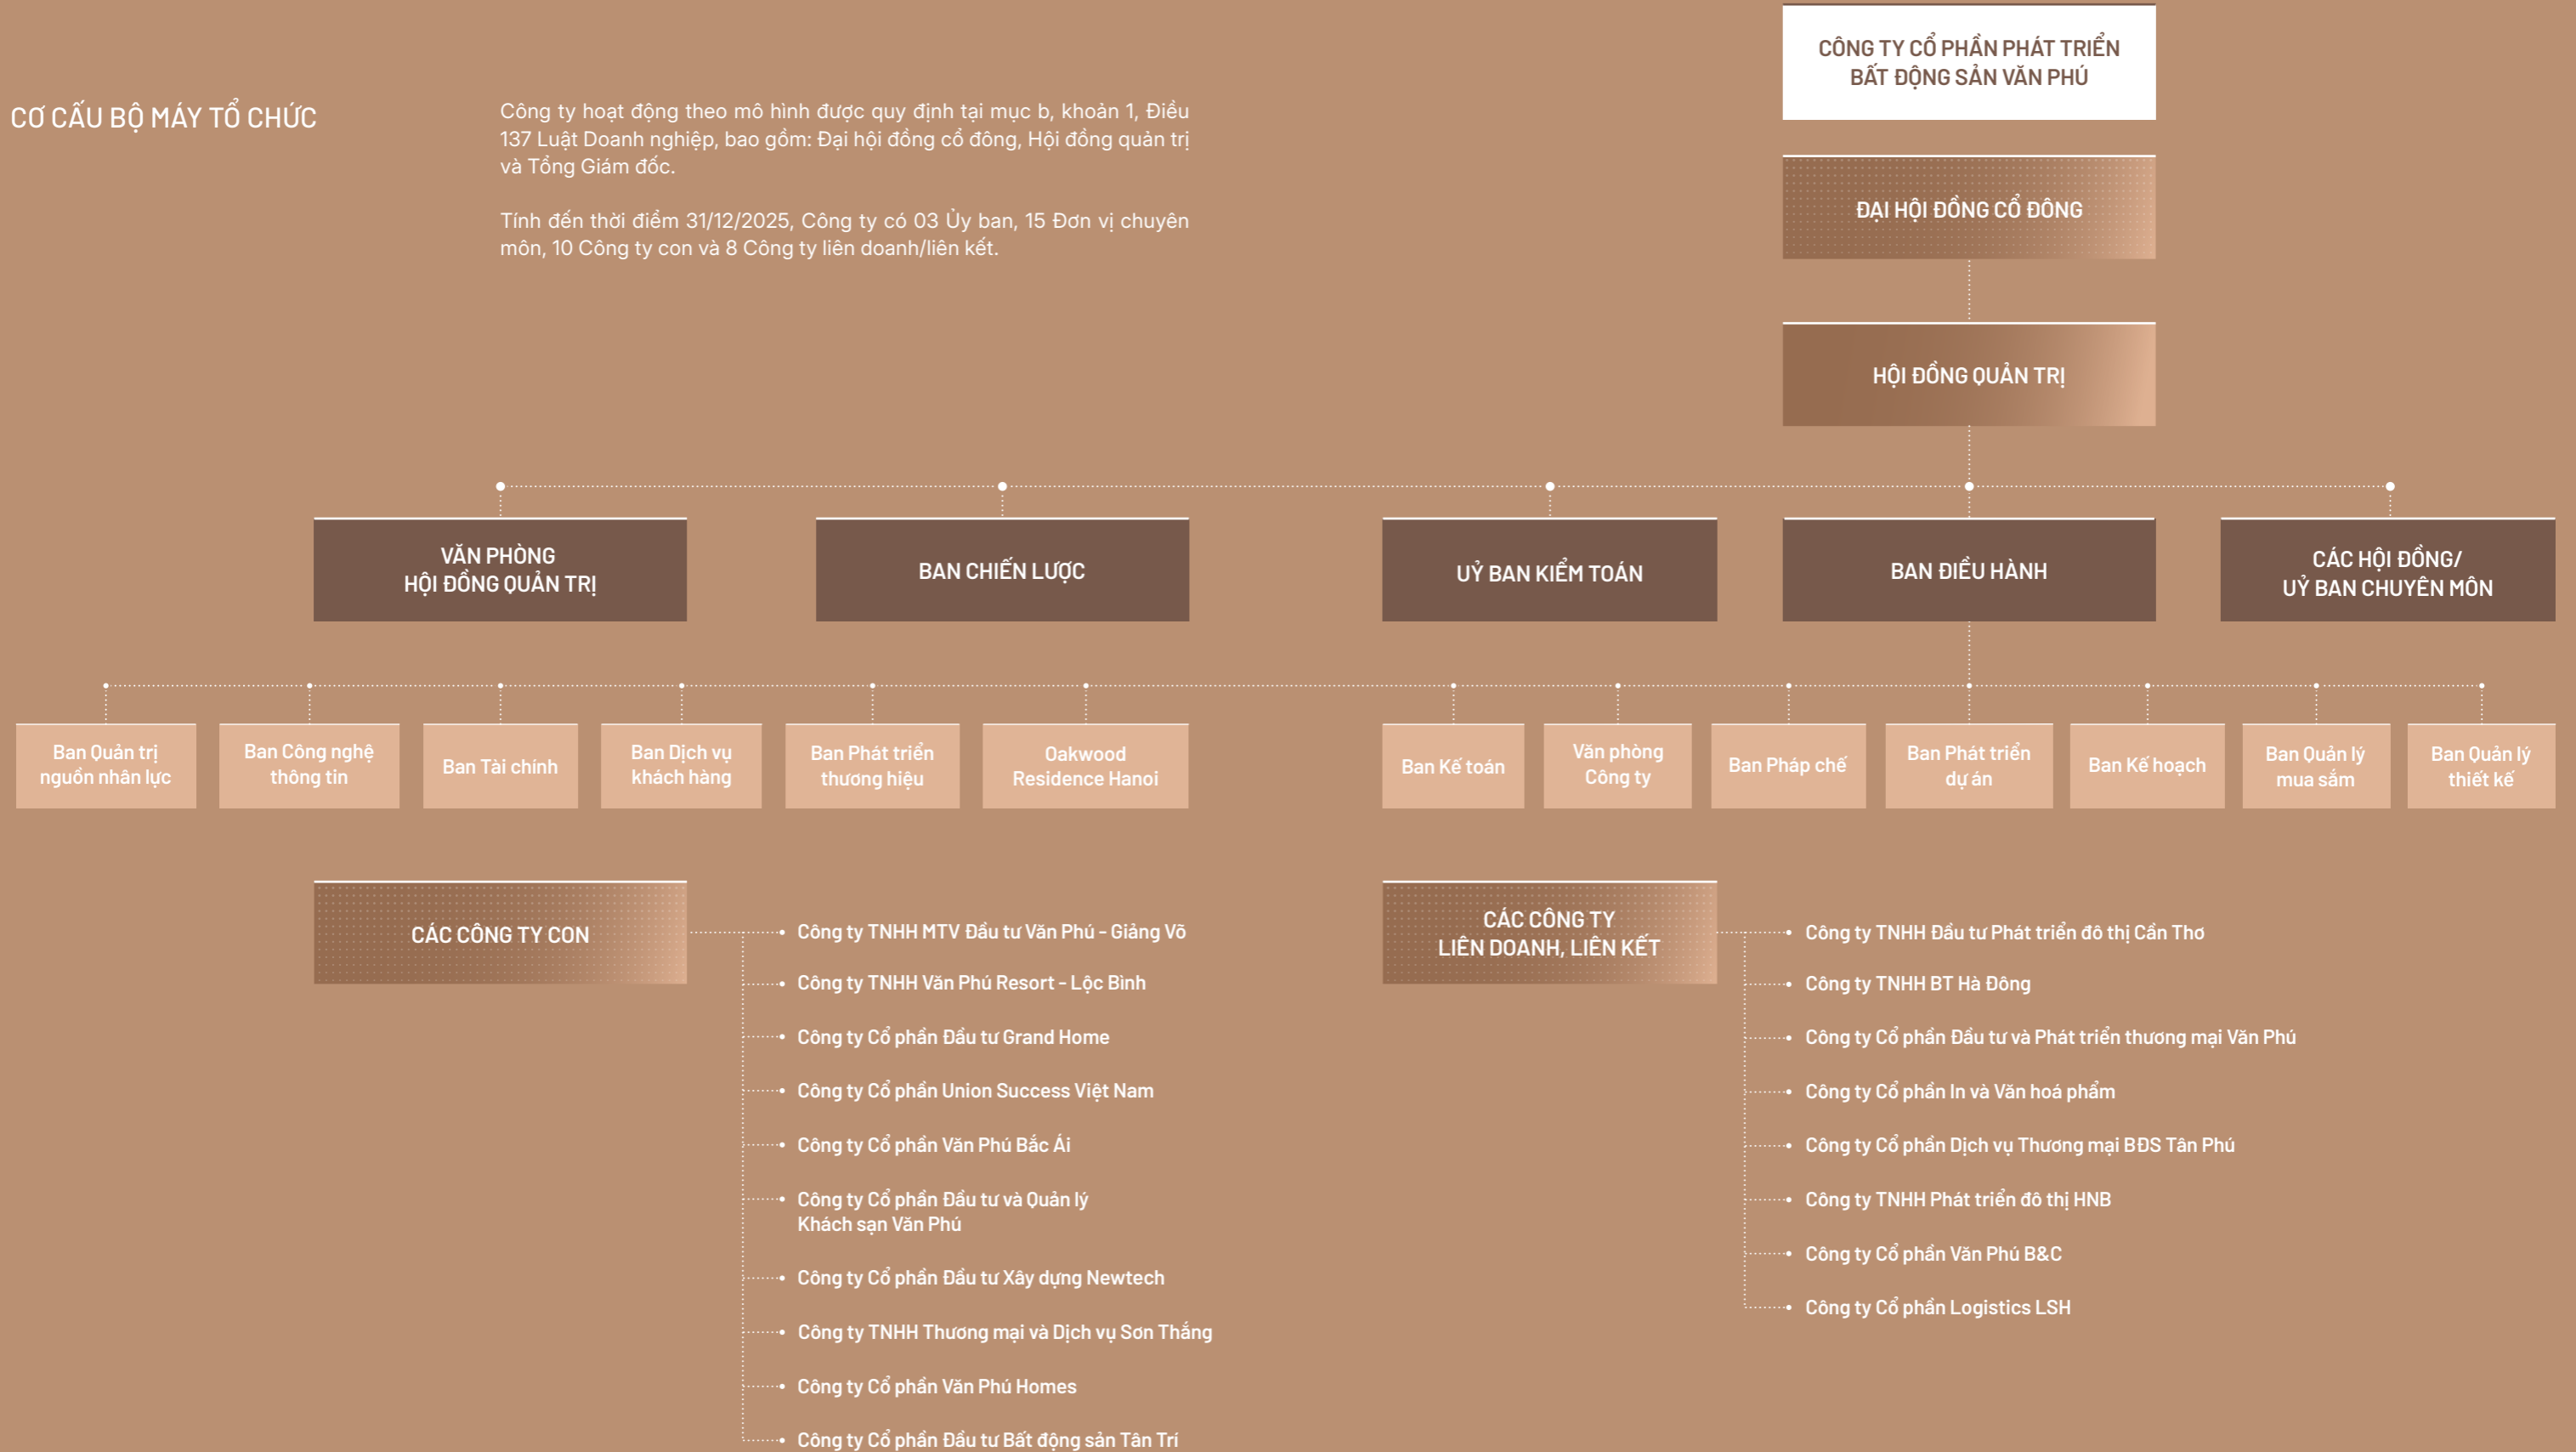 CƠ CẤU BỘ MÁY TỔ CHỨC
Công ty hoạt động theo mô hình được quy định tại mục b, khoản 1, Điều
137 Luật Doanh nghiệp, bao gồm: Đại hội đồng cổ đông, Hội đồng quản trị
và Tổng Giám đốc.
Tính đến thời điểm 31/12/2025, Công ty có 03 Ủy ban, 15 Đơn vị chuyên
môn, 10 Công ty con và 8 Công ty liên doanh/liên kết.
CÔNG TY CỔ PHẦN PHÁT TRIỂN
BẤT ĐỘNG SẢN VĂN PHÚ
ĐẠI HỘI ĐỒNG CỔ ĐÔNG
HỘI ĐỒNG QUẢN TRỊ
VĂN PHÒNG
HỘI ĐỒNG QUẢN TRỊ
BAN CHIẾN LƯỢC
UỶ BAN KIỂM TOÁN
BAN ĐIỀU HÀNH
CÁC HỘI ĐỒNG/
UỶ BAN CHUYÊN MÔN
Ban Quản trị
nguồn nhân lực
Ban Công nghệ
thông tin
Ban Tài chính
Ban Dịch vụ
khách hàng
Ban Phát triển
thương hiệu
Oakwood
Residence Hanoi
Ban Kế toán
Văn phòng
Công ty
Ban Pháp chế
Ban Phát triển
dự án
Ban Kế hoạch
Ban Quản lý
mua sắm
Ban Quản lý
thiết kế
CÁC CÔNG TY CON
Công ty TNHH MTV Đầu tư Văn Phú - Giảng Võ
Công ty TNHH Văn Phú Resort - Lộc Bình
Công ty Cổ phần Đầu tư Grand Home
Công ty Cổ phần Union Success Việt Nam
Công ty Cổ phần Văn Phú Bắc Ái
Công ty Cổ phần Đầu tư và Quản lý
Khách sạn Văn Phú
Công ty Cổ phần Đầu tư Xây dựng Newtech
Công ty TNHH Thương mại và Dịch vụ Sơn Thắng
Công ty Cổ phần Văn Phú Homes
Công ty Cổ phần Đầu tư Bất động sản Tân Trí
CÁC CÔNG TY
LIÊN DOANH, LIÊN KẾT
Công ty TNHH Đầu tư Phát triển đô thị Cần Thơ
Công ty TNHH BT Hà Đông
Công ty Cổ phần Đầu tư và Phát triển thương mại Văn Phú
Công ty Cổ phần In và Văn hoá phẩm
Công ty Cổ phần Dịch vụ Thương mại BĐS Tân Phú
Công ty TNHH Phát triển đô thị HNB
Công ty Cổ phần Văn Phú B&C
Công ty Cổ phần Logistics LSH